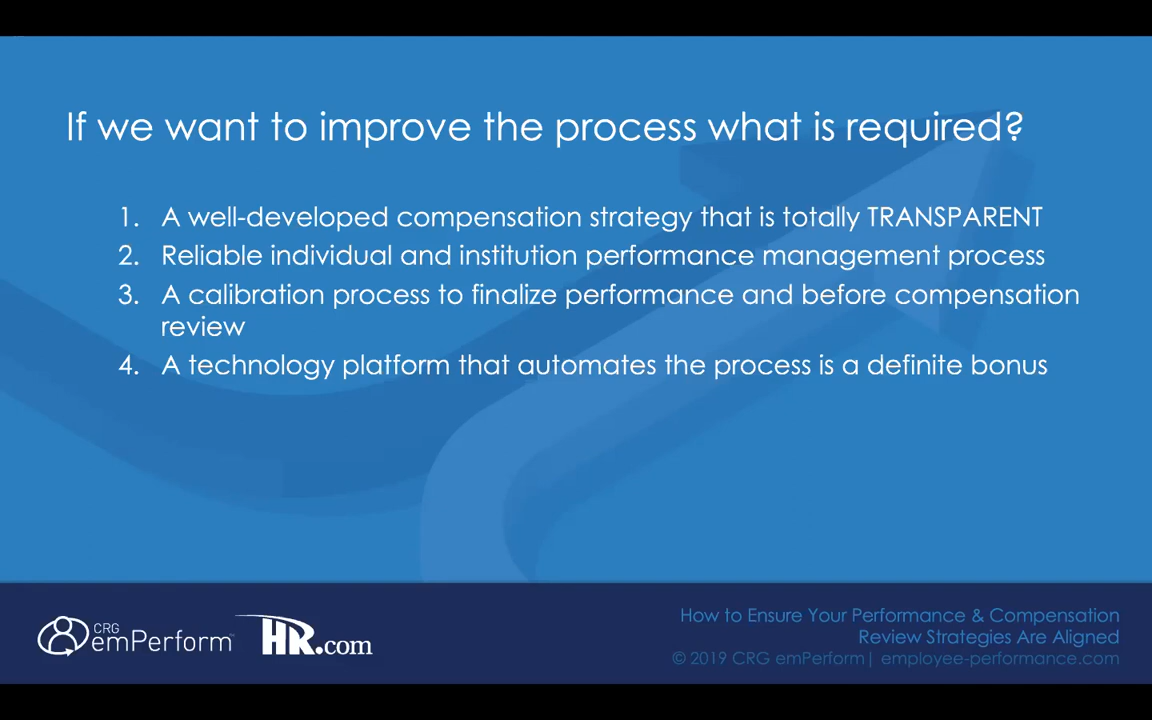 If we want to improve the process what is required?
1. A well-developed compensation strategy that is totally TRANSPARENT
2. Reliable individual and institution performance management process
3. A calibration process to finalize performance and before compensation
review
4. A technology platform that automates the process is a definite bonus
CRG
emPerform™
HR.com
How to Ensure Your Performance & Compensation
Review Strategies Are Aligned
© 2019 CRG emPerform| employee-performance.com